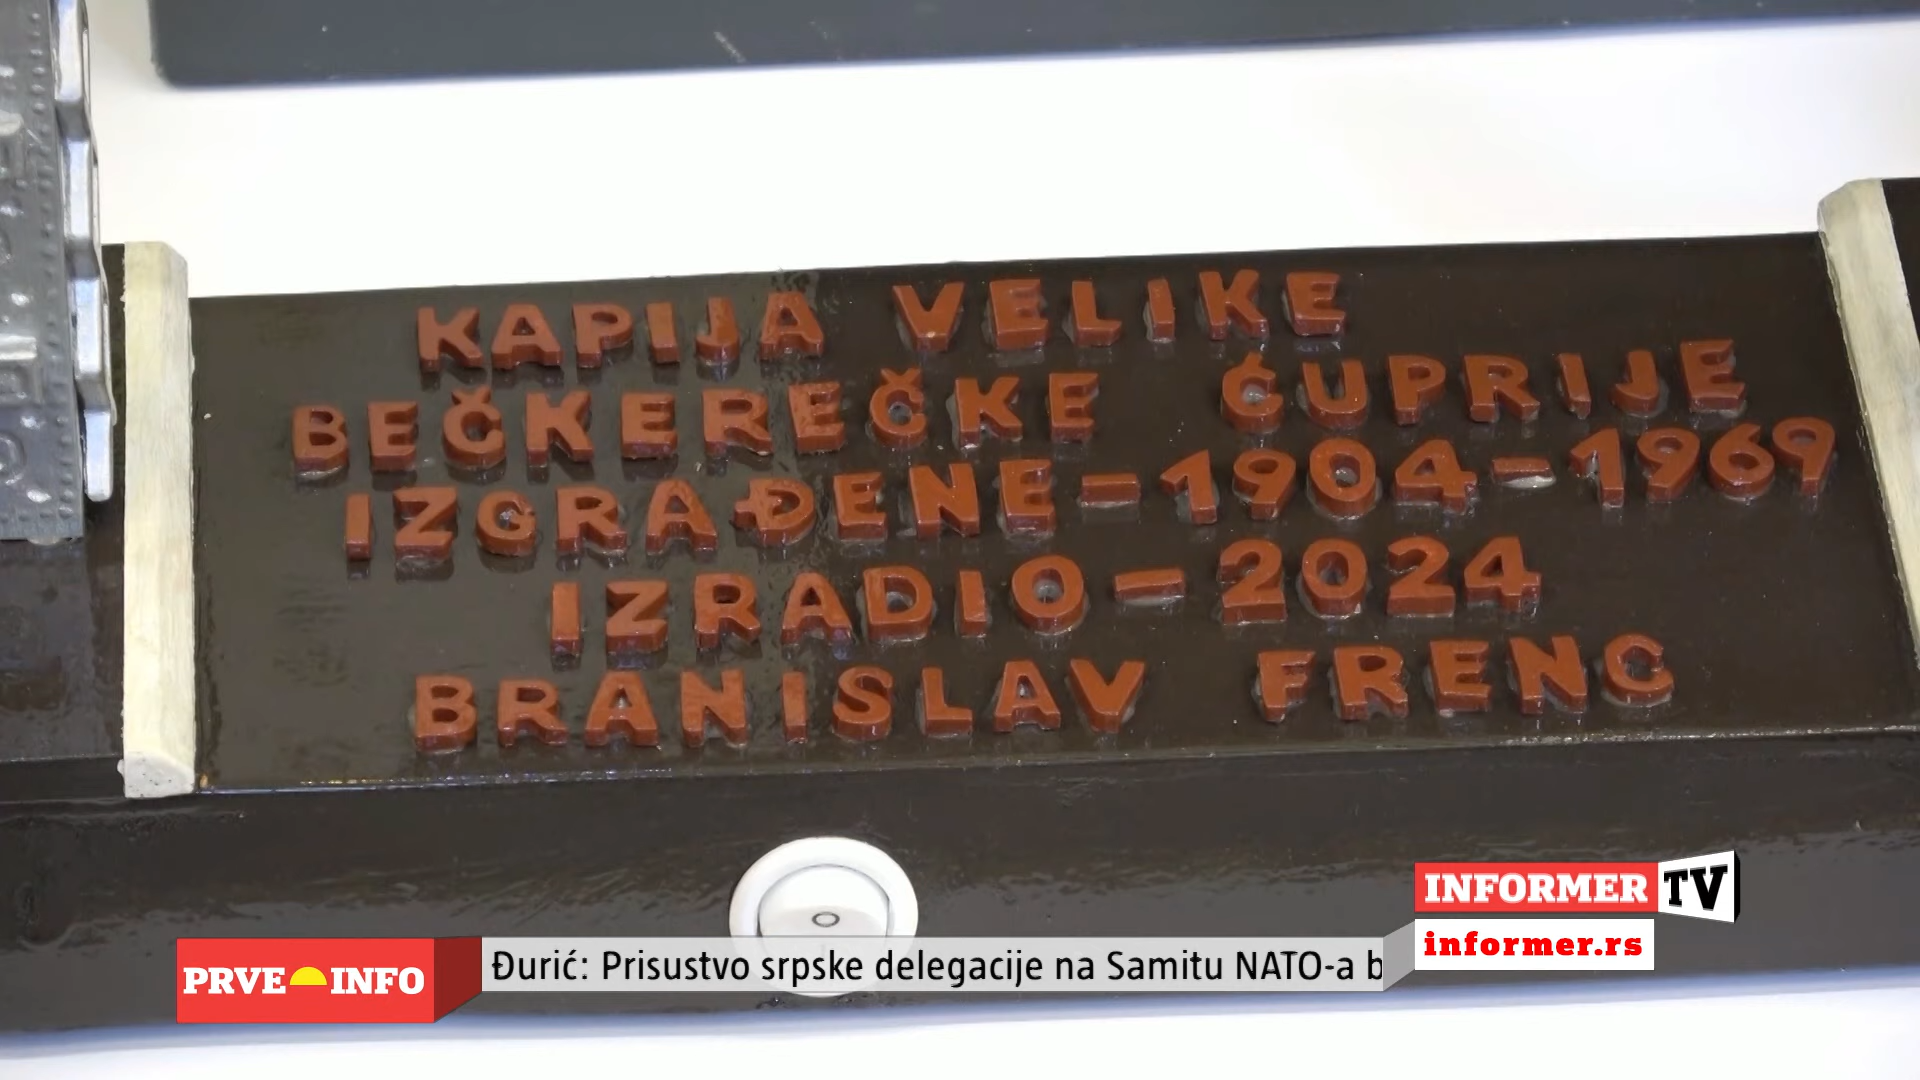 KAPIJA VELIKE
BEČKEREČKE ĆUPRIJE
IZGRAĐENE-1904-1969
IZRADIO-2024
BRANISLAV FRENC
INFORMER TV
informer.rs
PRVE INFO
Đurić: Prisustvo srpske delegacije na Samitu NATO-a b